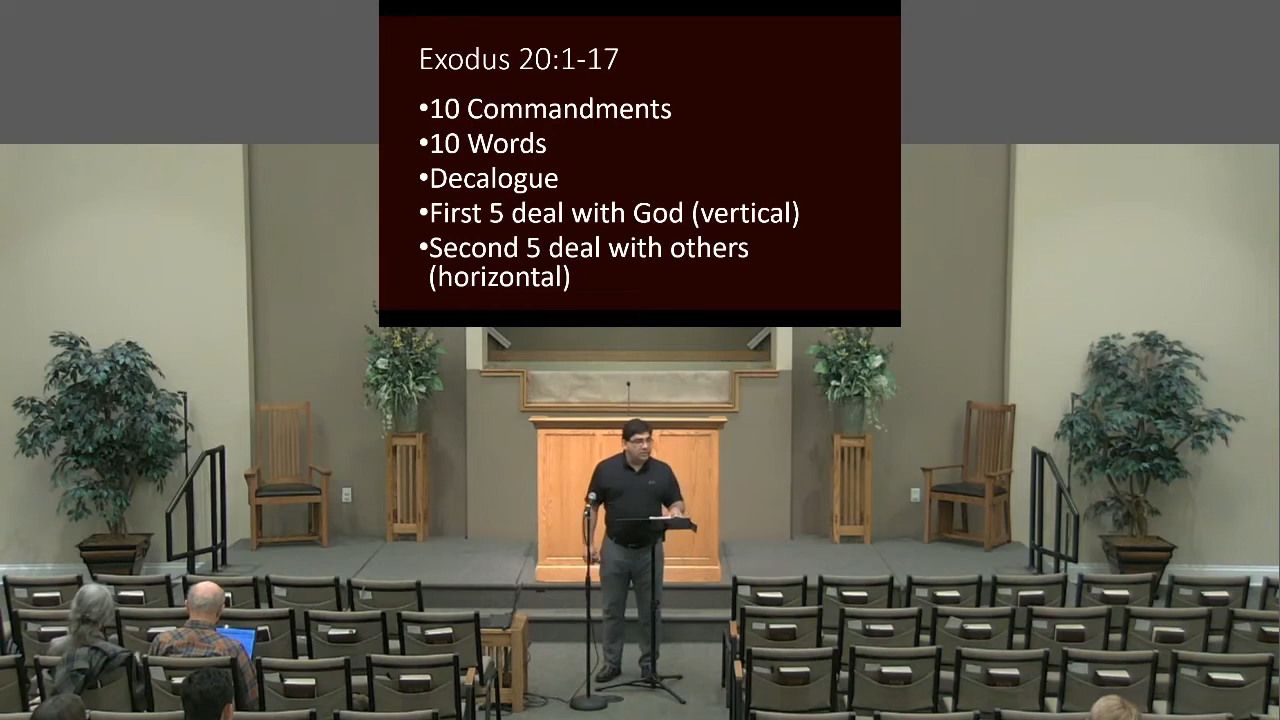 Exodus 20:1-17
•10 Commandments
•10 Words
•Decalogue
•First 5 deal with God (vertical)
•Second 5 deal with others
(horizontal)